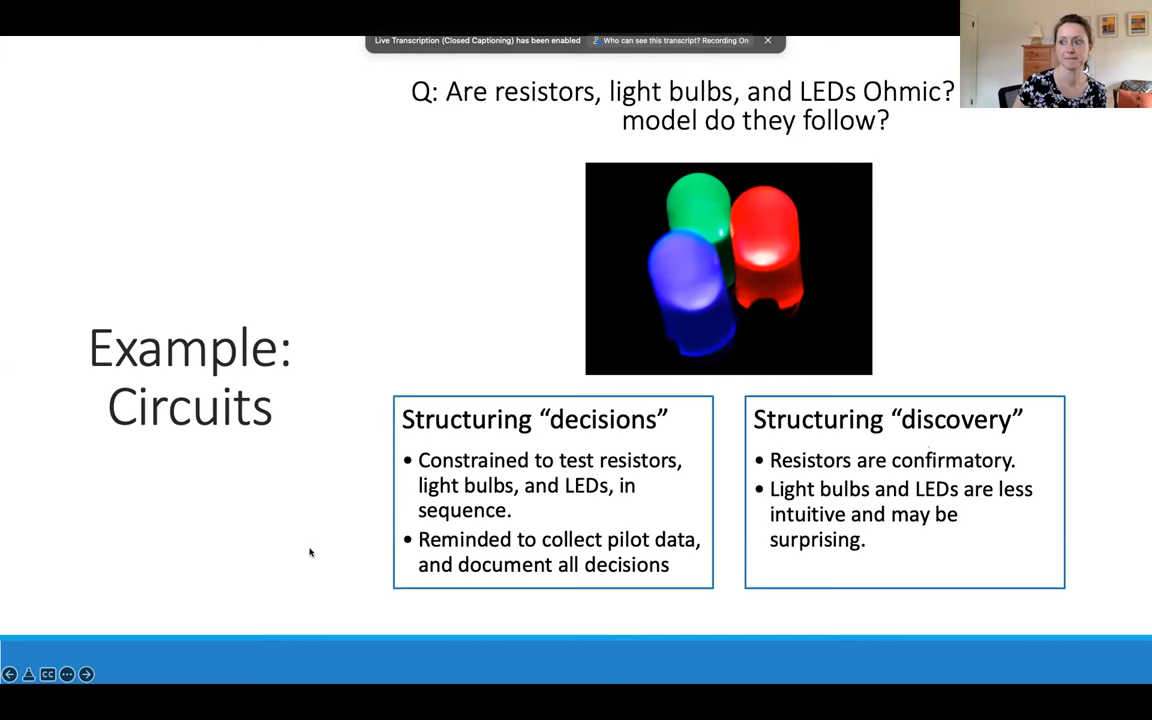 Live Transcription (Closed Captioning) has been enabled
Who can see this transcript? Recording On
Q: Are resistors, light bulbs, and LEDs Ohmic?
model do they follow?
Example:
Circuits
Structuring “decisions”
• Constrained to test resistors,
light bulbs, and LEDs, in
sequence.
• Reminded to collect pilot data,
and document all decisions
Structuring “discovery”
• Resistors are confirmatory.
• Light bulbs and LEDs are less
intuitive and may be
surprising.
CC